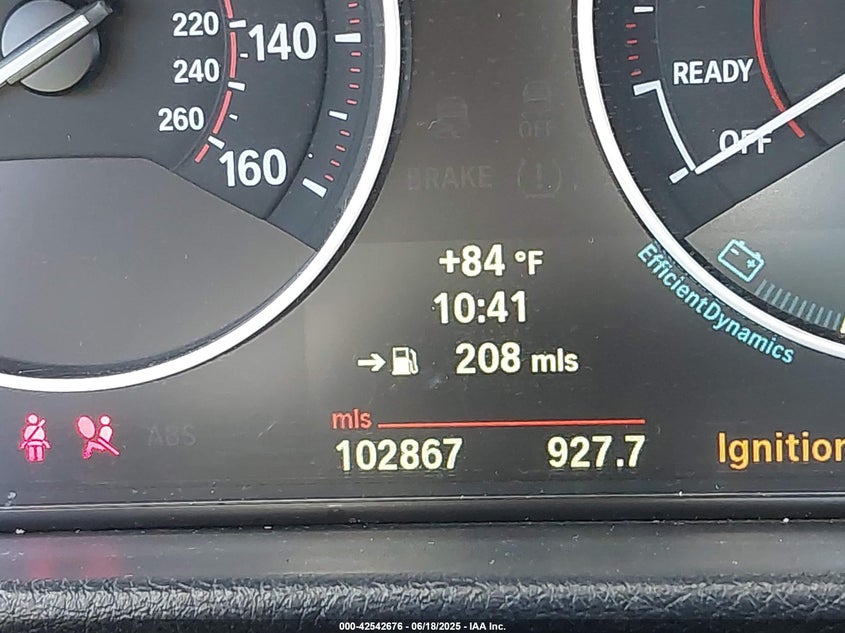 220
140
240
260
160
READY
OFF
OFF
BRAKE
+84 °F
10:41
208 mls
EfficientDynamics
ABS
mls
102867 927.7
Ignition
000-42542676 - 06/18/2025 - IAA Inc.